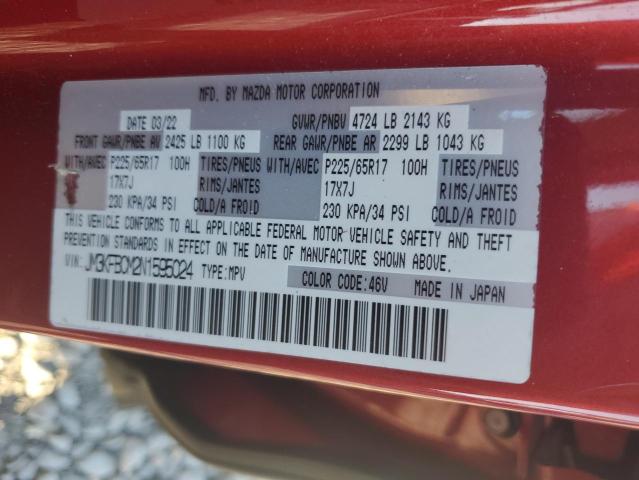 MFD. BY MAZDA MOTOR CORPORATION
DATE 03/22 GVWR/PNBV 4724 LB 2143 KG
FRONT GAWR/PNBE AV 2425 LB 1100 KG REAR GAWR/PNBE AR 2299 LB 1043 KG
WITH/AVEC P225/65R17 100H TIRES/PNEUS WITH/AVEC P225/65R17 100H TIRES/PNEUS
17X7J RIMS/JANTES 17X7J RIMS/JANTES
230 KPA/34 PSI COLD/A FROID 230 KPA/34 PSI COLD/A FROID
THIS VEHICLE CONFORMS TO ALL APPLICABLE FEDERAL MOTOR VEHICLE SAFETY AND THEFT
PREVENTION STANDARDS IN EFFECT ON THE DATE OF MANUFACTURE SHOWN ABOVE.
VIN: JM3KFBCM2N1595024 TYPE: MPV COLOR CODE: 46V MADE IN JAPAN